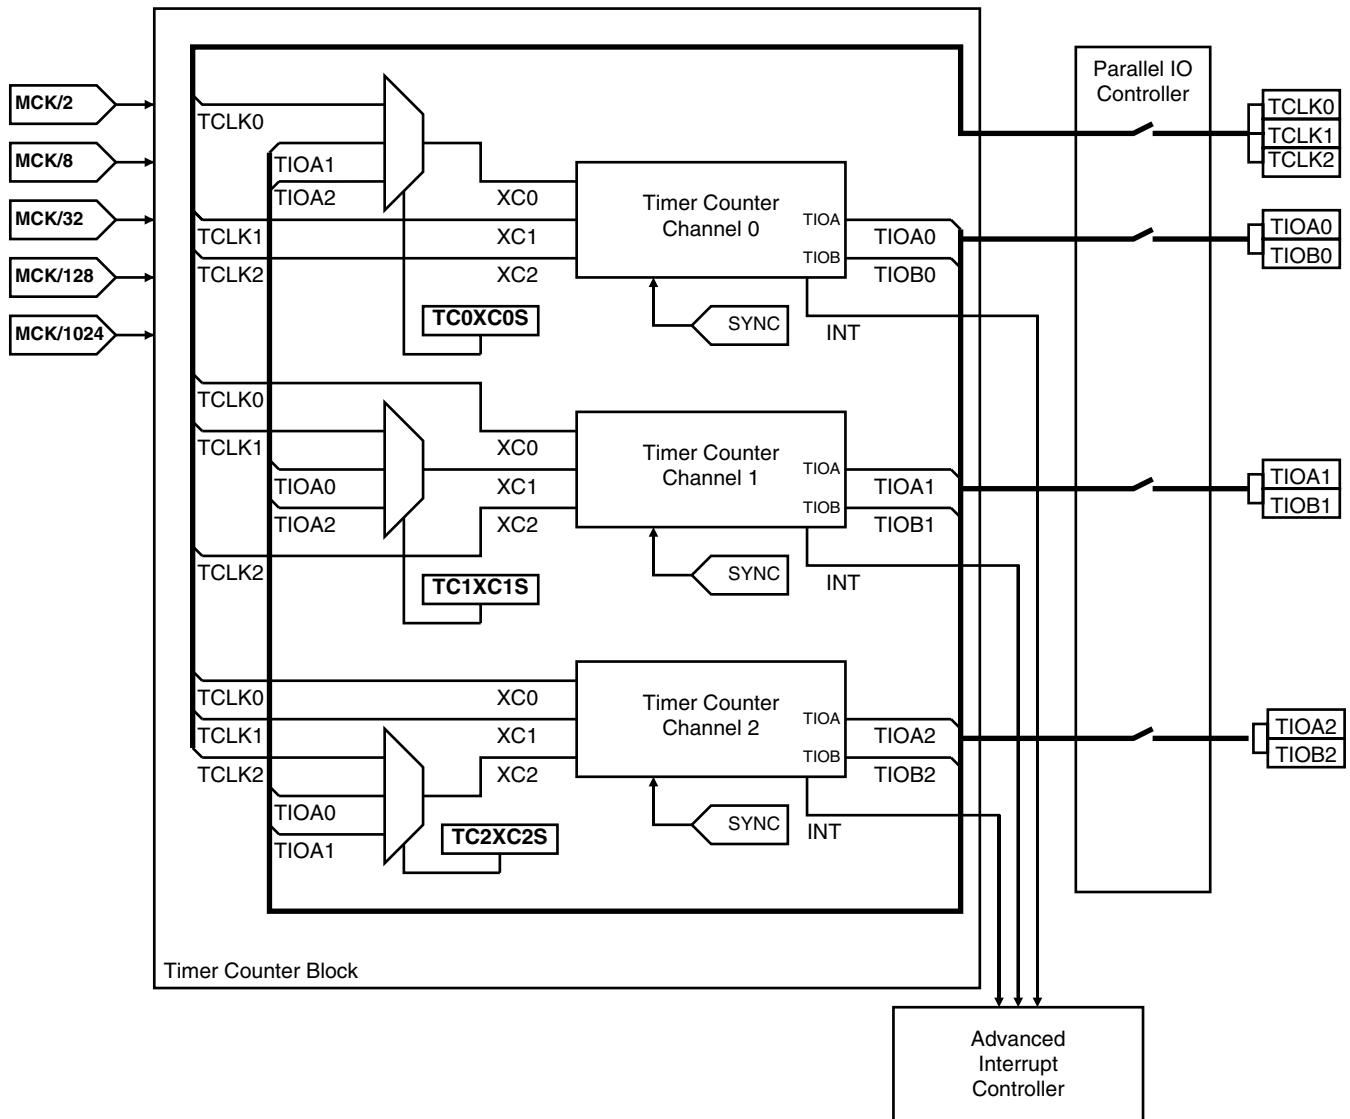 MCK/2
MCK/8
MCK/32
MCK/128
MCK/1024
TCLK0
TIOA1
TIOA2
XC0
TCLK1
XC1
TCLK2
XC2
Timer Counter
Channel 0
TIOA
TIOB
TIOA0
TIOB0
TC0XC0S
SYNC
INT
TCLK0
XC0
TCLK1
TIOA0
XC1
TIOA2
XC2
TCLK2
Timer Counter
Channel 1
TIOA
TIOB
TIOA1
TIOB1
TC1XC1S
SYNC
INT
TCLK0
XC0
TCLK1
XC1
TCLK2
XC2
TIOA0
TIOA1
Timer Counter
Channel 2
TIOA
TIOB
TIOA2
TIOB2
TC2XC2S
SYNC
INT
Timer Counter Block
Parallel IO
Controller
TCLK0
TCLK1
TCLK2
TIOA0
TIOB0
TIOA1
TIOB1
TIOA2
TIOB2
Advanced
Interrupt
Controller